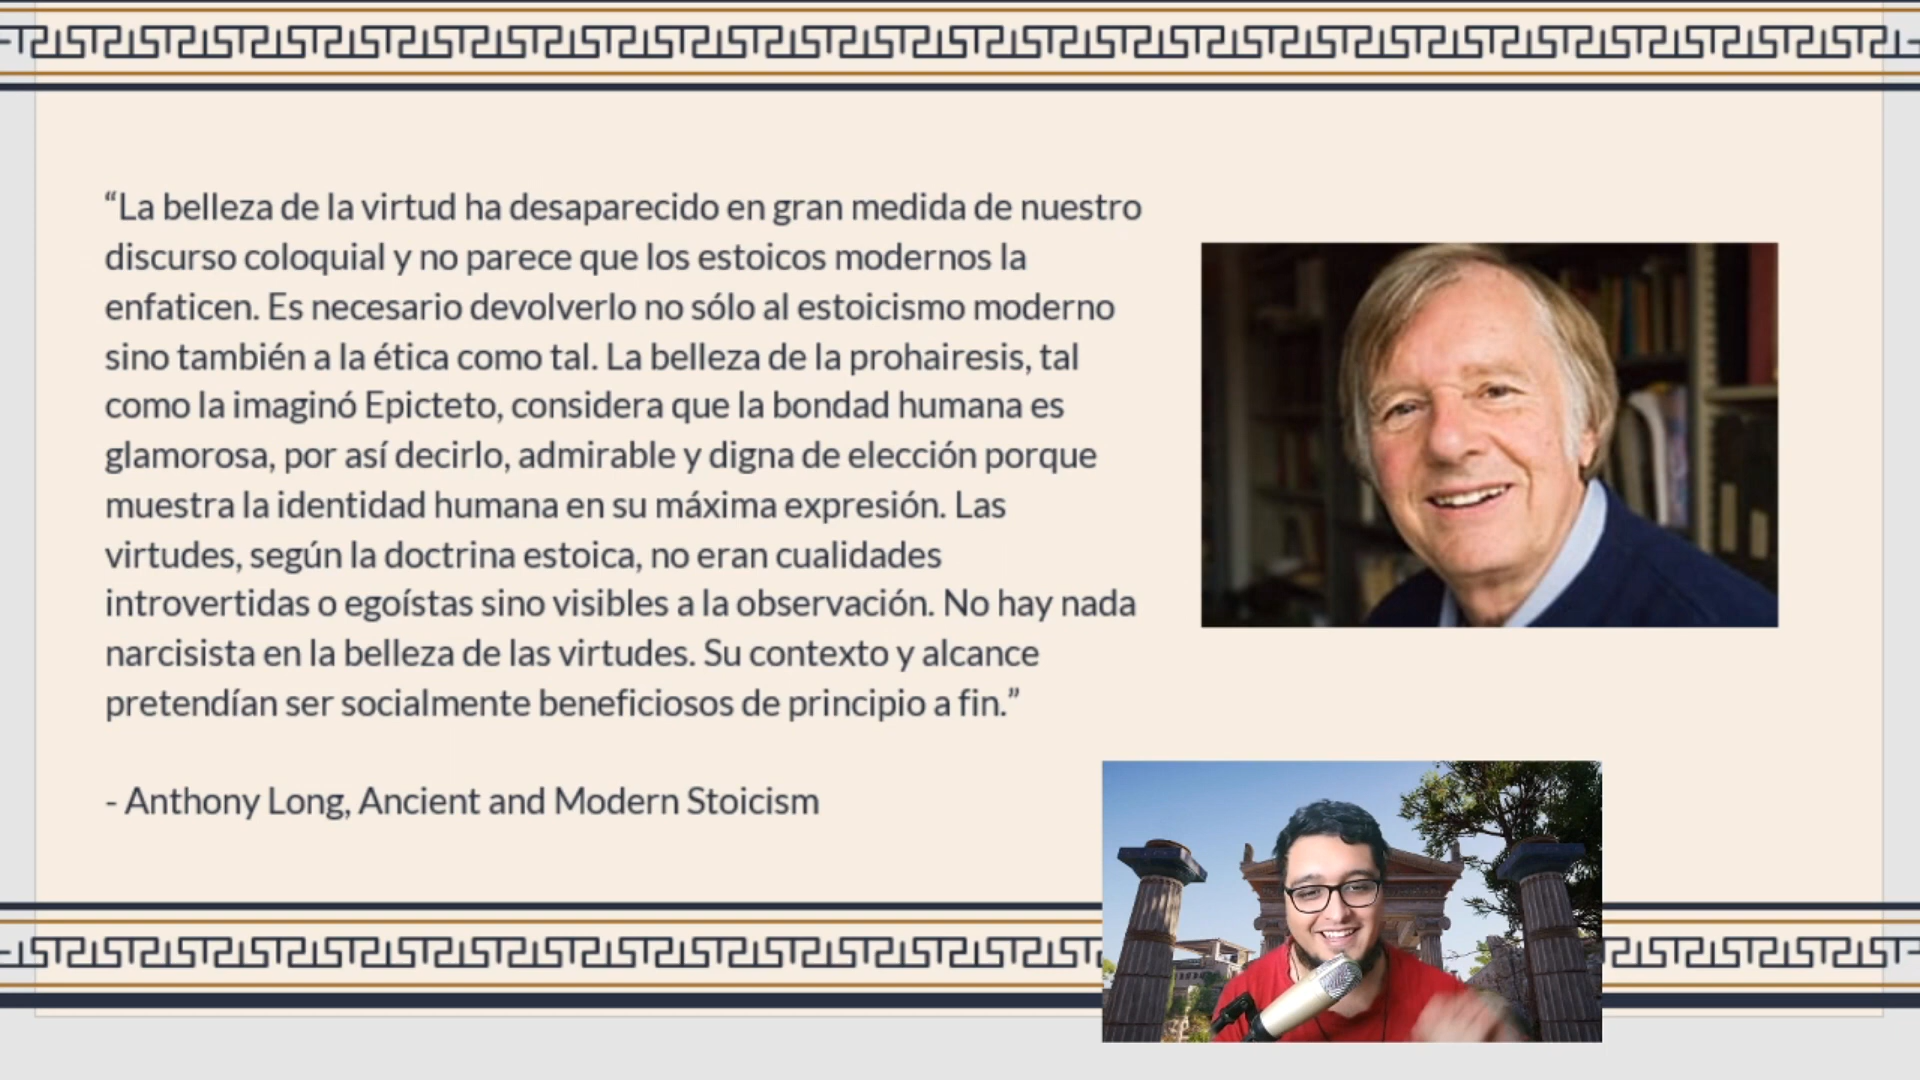 “La belleza de la virtud ha desaparecido en gran medida de nuestro
discurso coloquial y no parece que los estoicos modernos la
enfaticen. Es necesario devolverlo no sólo al estoicismo moderno
sino también a la ética como tal. La belleza de la prohairesis, tal
como la imaginó Epicteto, considera que la bondad humana es
glamorosa, por así decirlo, admirable y digna de elección porque
muestra la identidad humana en su máxima expresión. Las
virtudes, según la doctrina estoica, no eran cualidades
introvertidas o egoístas sino visibles a la observación. No hay nada
narcisista en la belleza de las virtudes. Su contexto y alcance
pretendían ser socialmente beneficiosos de principio a fin.”
- Anthony Long, Ancient and Modern Stoicism